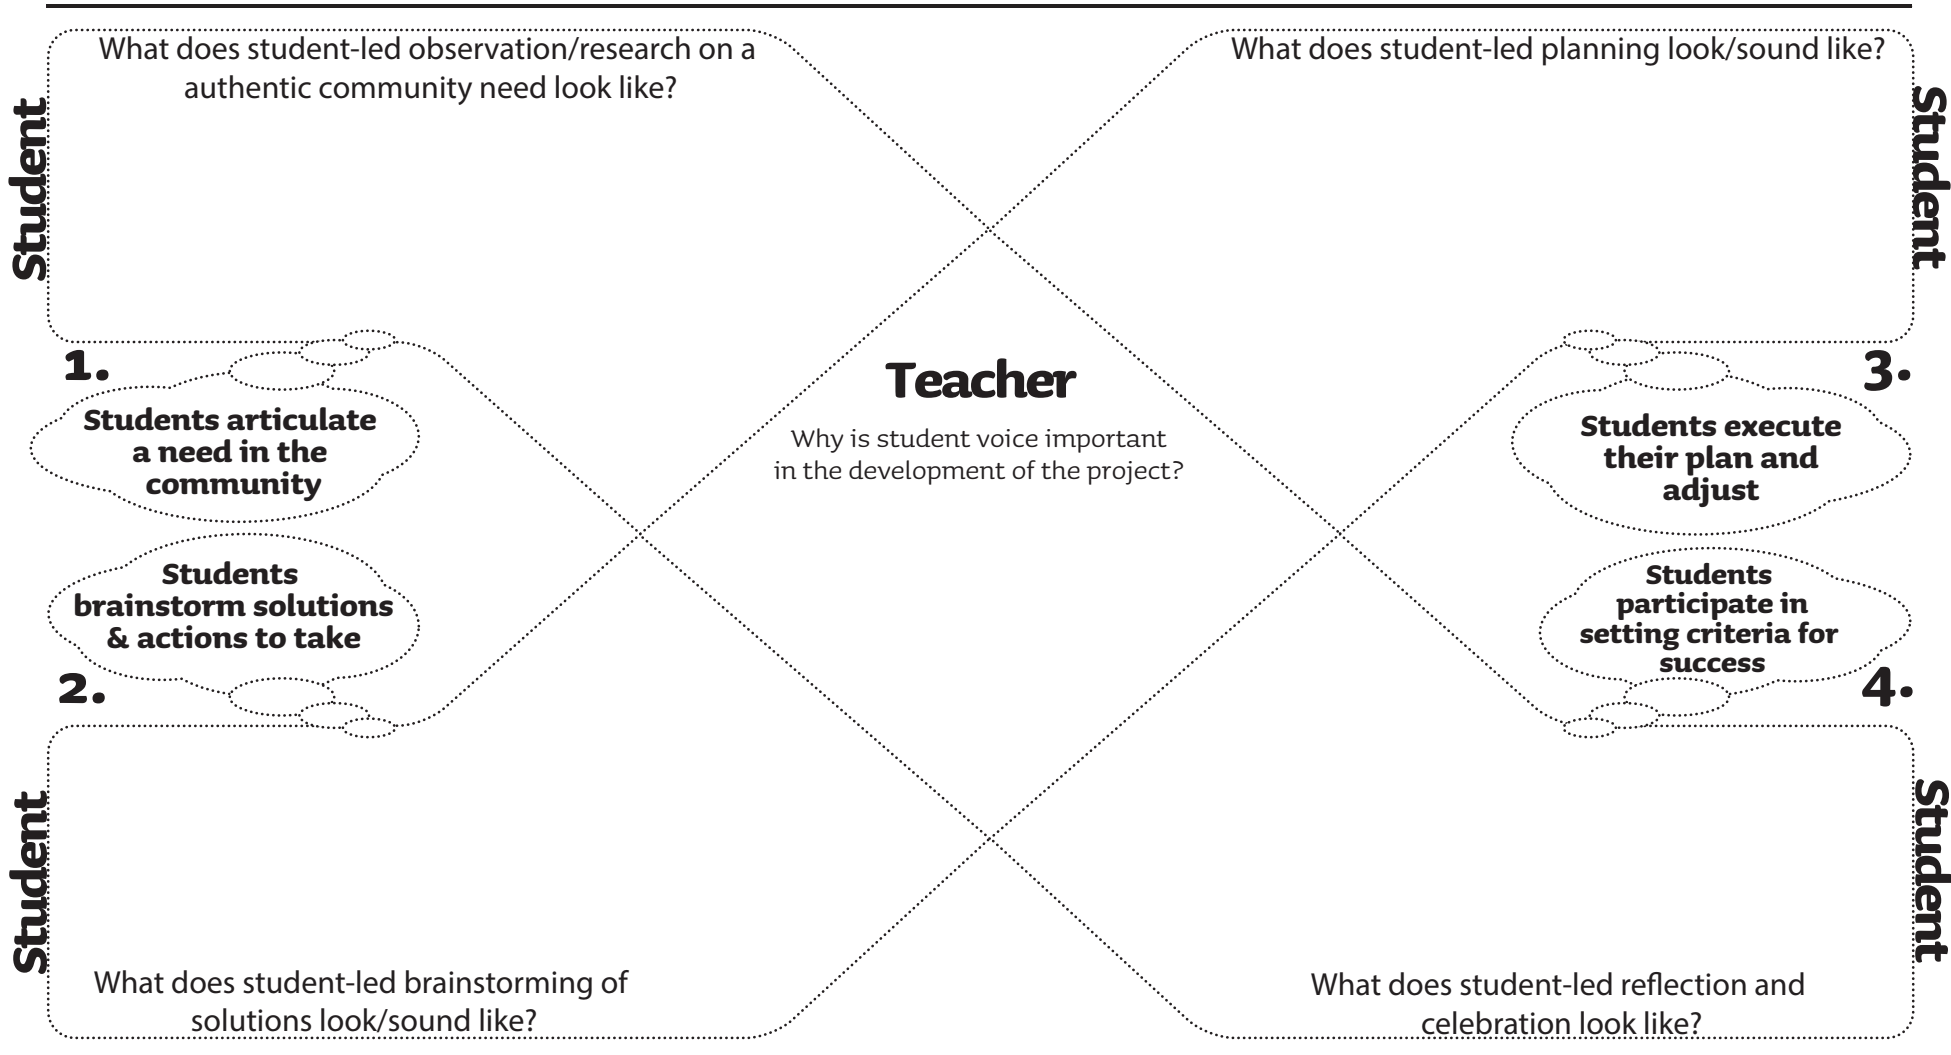 What does student-led observation/research on a
authentic community need look like?
Student
1.
Students articulate
a need in the
community
Students
brainstorm solutions
& actions to take
2.
Student
What does student-led brainstorming of
solutions look/sound like?
Teacher
Why is student voice important
in the development of the project?
What does student-led planning look/sound like?
Student
3.
Students execute
their plan and
adjust
Students
participate in
setting criteria for
success
4.
Student
What does student-led reflection and
celebration look like?